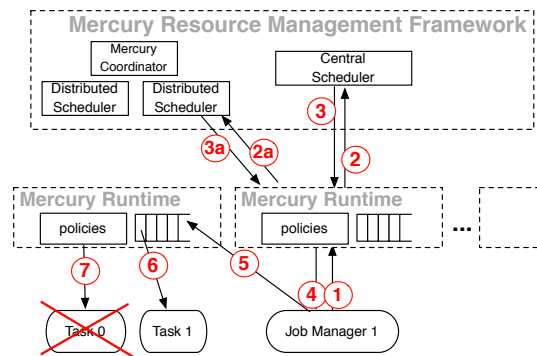 Mercury Resource Management Framework
Mercury
Coordinator
Distributed
Scheduler
Distributed
Scheduler
Central
Scheduler
3a
2a
3
2
Mercury Runtime
policies
Mercury Runtime
policies
...
7
6
5
4
1
Task 0
Task 1
Job Manager 1